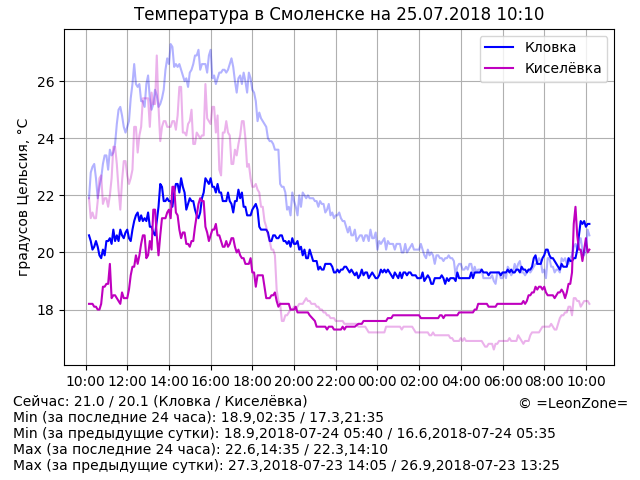 Температура в Смоленске на 25.07.2018 10:10
Кловка
Киселёвка
градусов Цельсия, °C
26
24
22
20
18
10:00 12:00 14:00 16:00 18:00 20:00 22:00 00:00 02:00 04:00 06:00 08:00 10:00
Сейчас: 21.0 / 20.1 (Кловка / Киселёвка)
© =LeonZone=
Min (за последние 24 часа): 18.9,02:35 / 17.3,21:35
Min (за предыдущие сутки): 18.9,2018-07-24 05:40 / 16.6,2018-07-24 05:35
Max (за последние 24 часа): 22.6,14:35 / 22.3,14:10
Max (за предыдущие сутки): 27.3,2018-07-23 14:05 / 26.9,2018-07-23 13:25